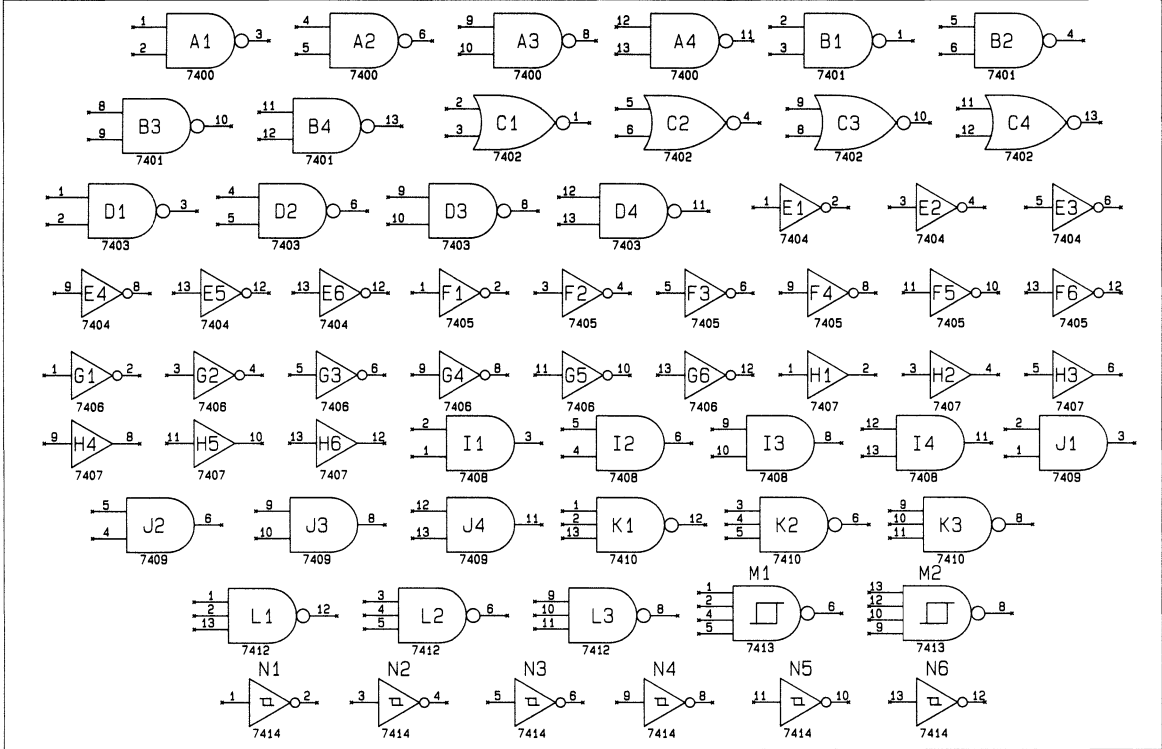 1 2 A1 3 7400 4 5 A2 6 7400 9 10 A3 8 7400 12 13 A4 11 7400 2 3 B1 1 7401 5 6 B2 4 7401
8 9 B3 10 7401 11 12 B4 13 7401 2 3 C1 1 7402 5 6 C2 4 7402 9 8 C3 10 7402 11 12 C4 13 7402
1 2 D1 3 7403 4 5 D2 6 7403 9 10 D3 8 7403 12 13 D4 11 7403 1 E1 2 7404 3 E2 4 7404 5 E3 6 7404
9 E4 8 7404 13 E5 12 7404 13 E6 12 7404 1 F1 2 7405 3 F2 4 7405 5 F3 6 7405 9 F4 8 7405 11 F5 10 7405 13 F6 12 7405
1 G1 2 7406 3 G2 4 7406 5 G3 6 7406 9 G4 8 7406 11 G5 10 7406 13 G6 12 7406 1 H1 2 7407 3 H2 4 7407 5 H3 6 7407
9 H4 8 7407 11 H5 10 7407 13 H6 12 7407 2 1 I1 3 7408 5 4 I2 6 7408 9 10 I3 8 7408 12 13 I4 11 7408 2 1 J1 3 7409
5 4 J2 6 7409 9 10 J3 8 7409 12 13 J4 11 7409 1 2 13 K1 12 7410 3 4 5 K2 6 7410 9 10 11 K3 8 7410
1 2 13 L1 12 7412 3 4 5 L2 6 7412 9 10 11 L3 8 7412 M1 1 2 4 5 6 7413 M2 13 12 10 9 8 7413
N1 1 2 7414 N2 3 4 7414 N3 5 6 7414 N4 9 8 7414 N5 11 10 7414 N6 13 12 7414